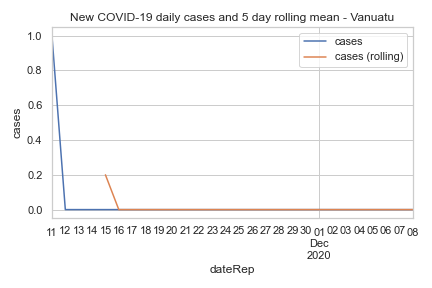 New COVID-19 daily cases and 5 day rolling mean - Vanuatu
cases
cases (rolling)
1.0
0.8
0.6
0.4
0.2
0.0
cases
11 12 13 14 15 16 17 18 19 20 21 22 23 24 25 26 27 28 29 30 01 02 03 04 05 06 07 08
Dec
2020
dateRep